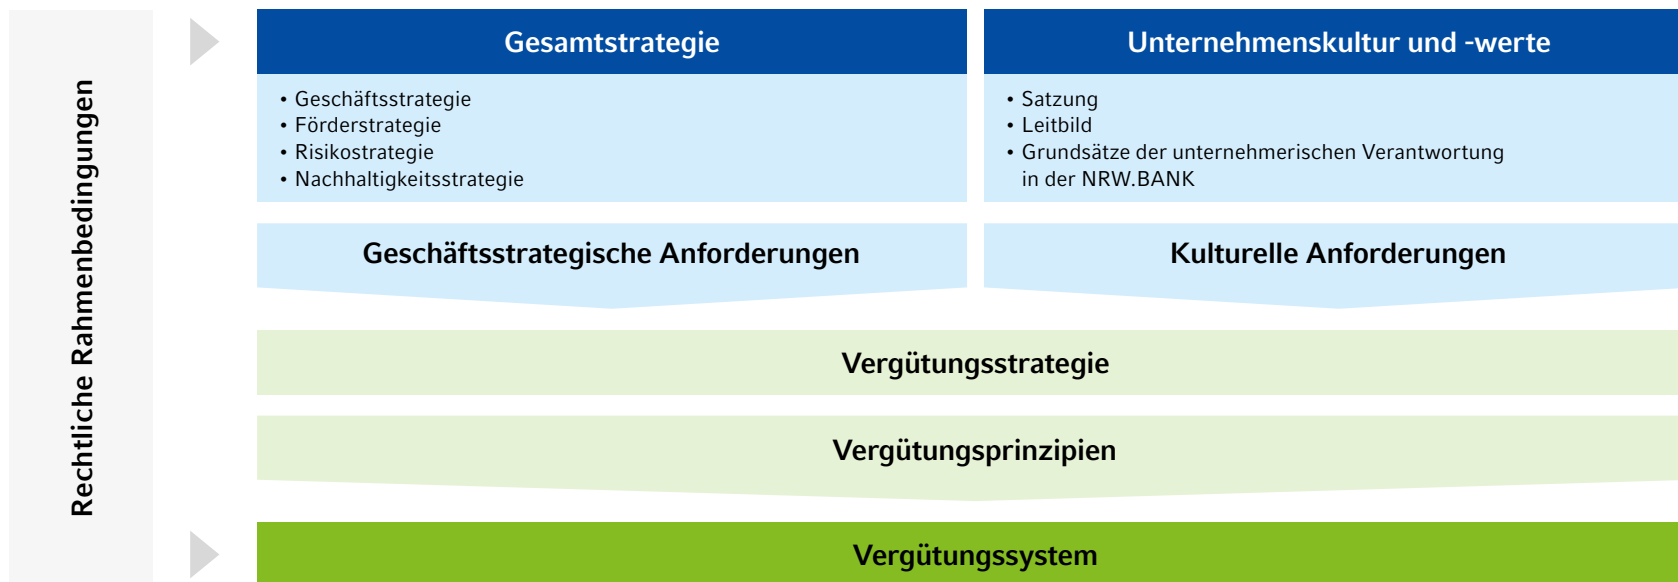 Rechtliche Rahmenbedingungen
Gesamtstrategie
• Geschäftsstrategie
• Förderstrategie
• Risikostrategie
• Nachhaltigkeitsstrategie
Unternehmenskultur und -werte
• Satzung
• Leitbild
• Grundsätze der unternehmerischen Verantwortung
in der NRW.BANK
Geschäftsstrategische Anforderungen
Kulturelle Anforderungen
Vergütungsstrategie
Vergütungsprinzipien
Vergütungssystem